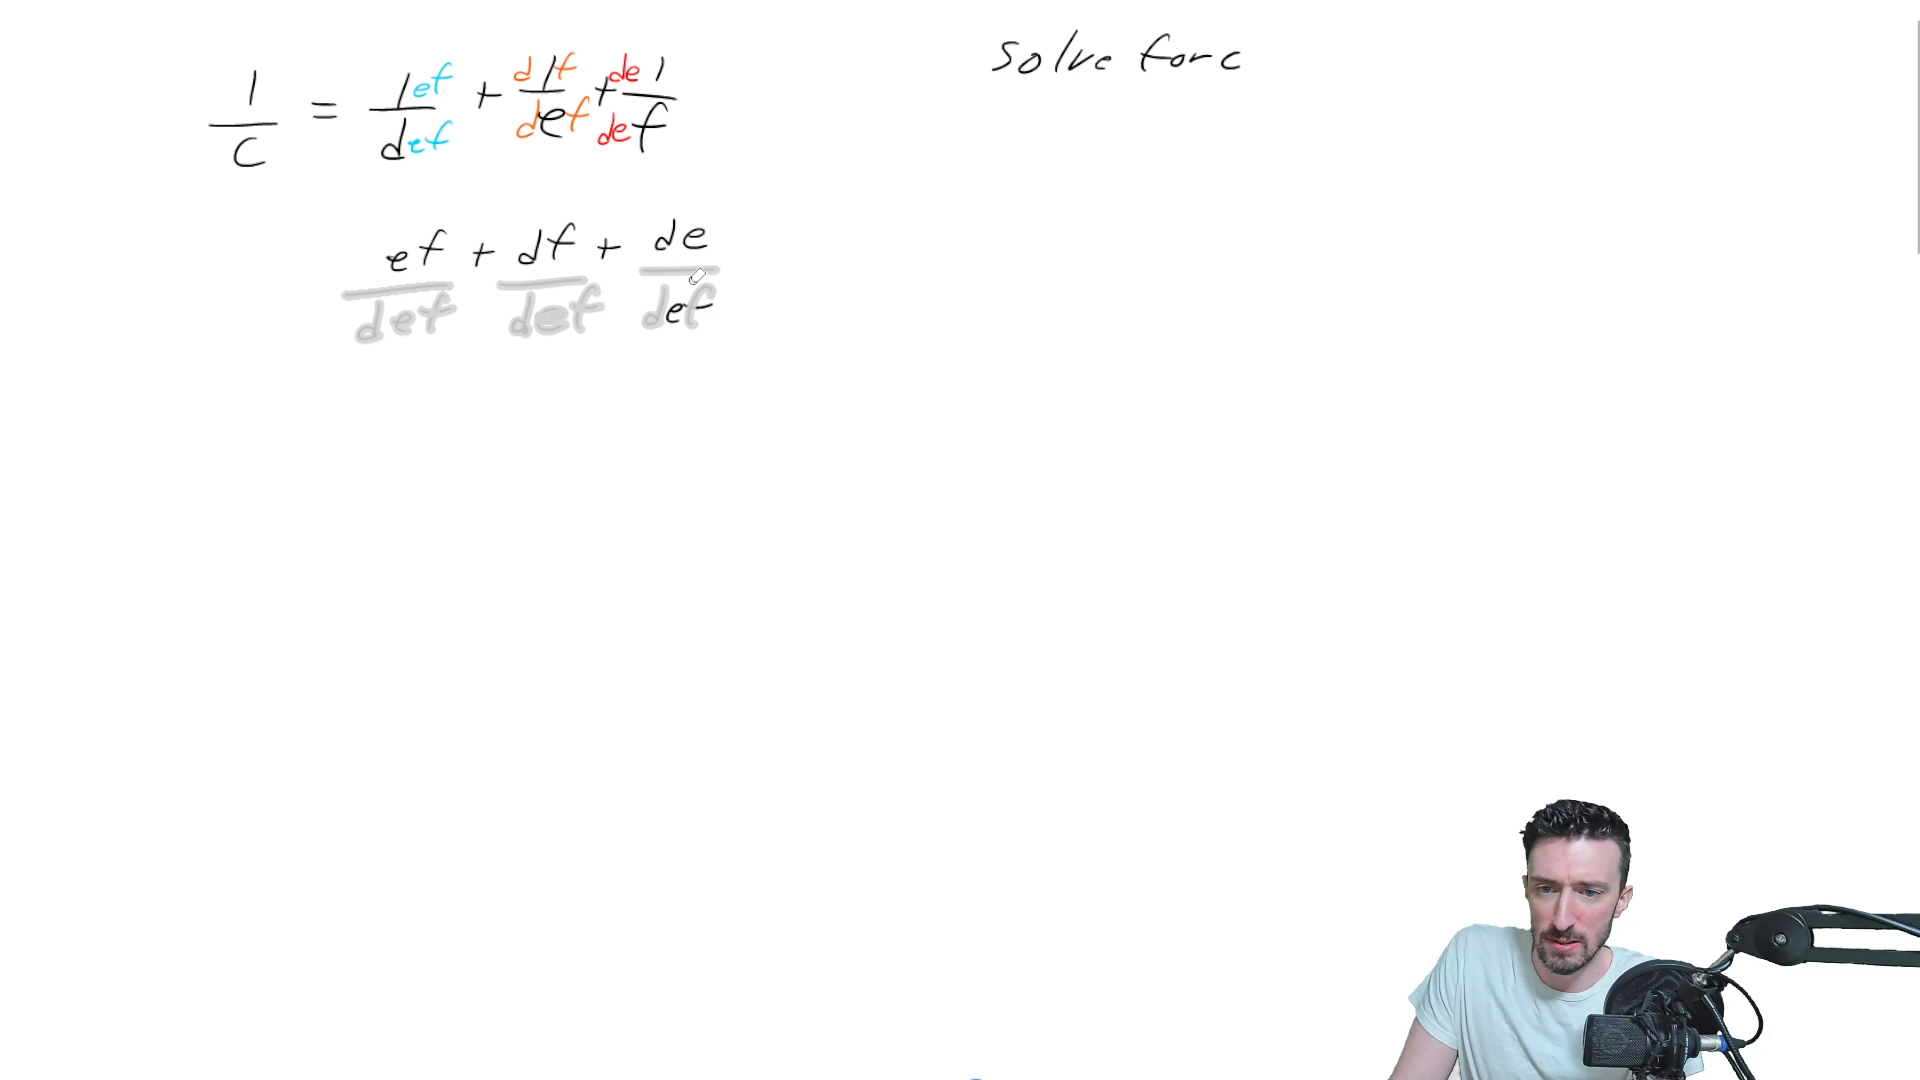 solve for c
1/c = 1ef/def + d1f/def + de1/def
ef/def + df/def + de/def